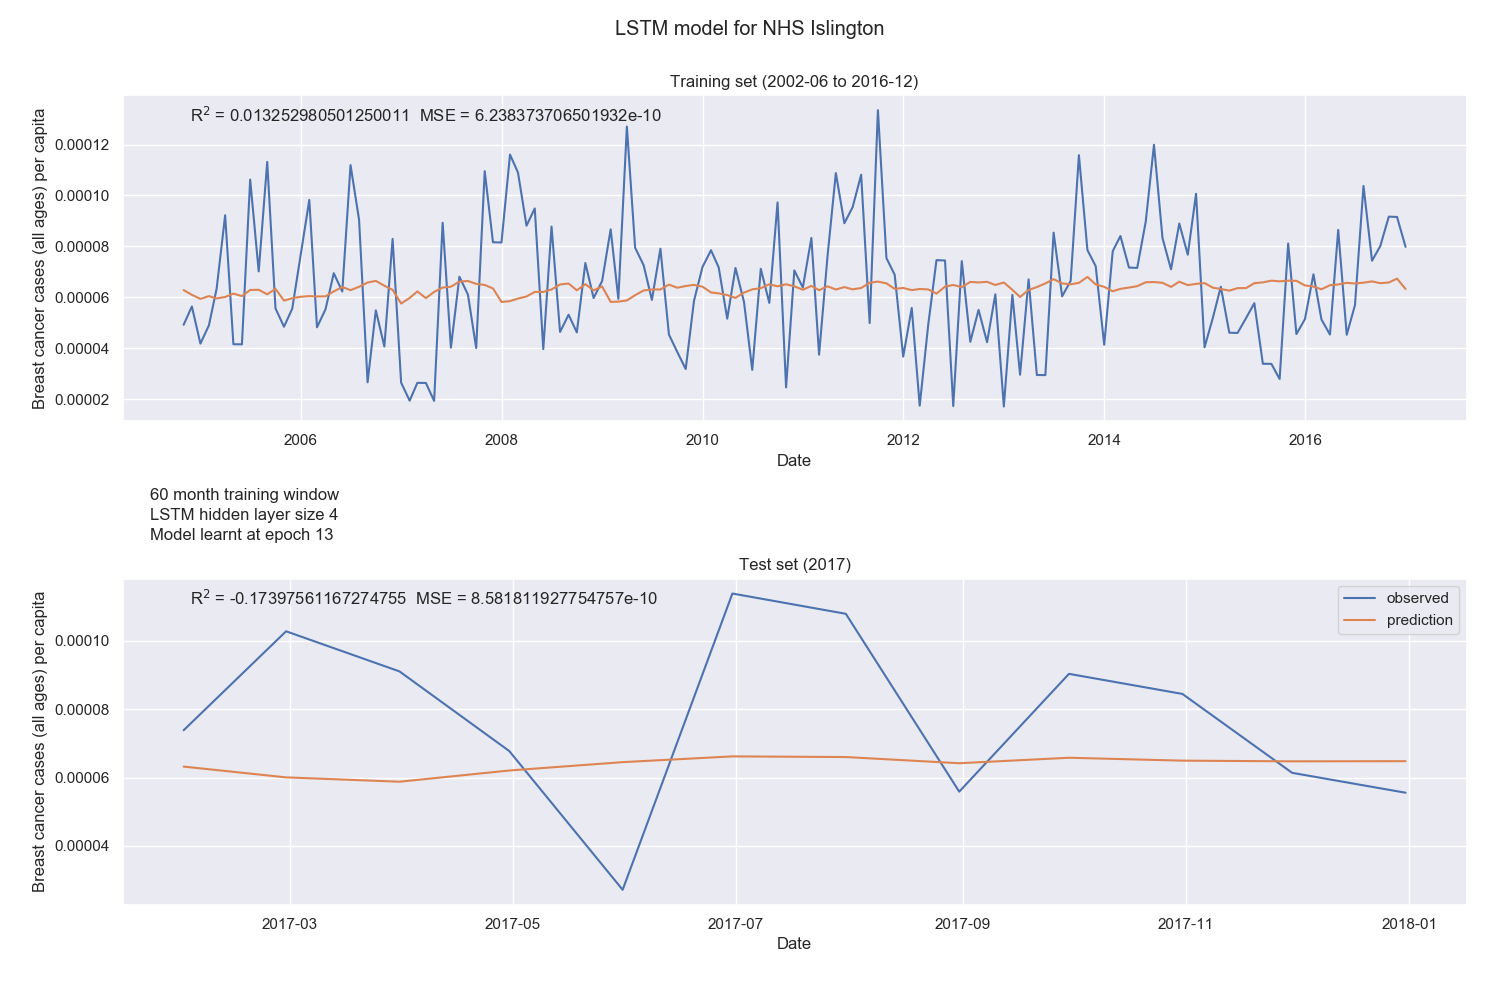 LSTM model for NHS Islington
Training set (2002-06 to 2016-12)
R² = 0.013252980501250011 MSE = 6.238373706501932e-10
Breast cancer cases (all ages) per capita
0.00012
0.00010
0.00008
0.00006
0.00004
0.00002
2006 2008 2010 2012 2014 2016
Date
60 month training window
LSTM hidden layer size 4
Model learnt at epoch 13
Test set (2017)
R² = -0.17397561167274755 MSE = 8.581811927754757e-10
observed
prediction
Breast cancer cases (all ages) per capita
0.00010
0.00008
0.00006
0.00004
2017-03 2017-05 2017-07 2017-09 2017-11 2018-01
Date